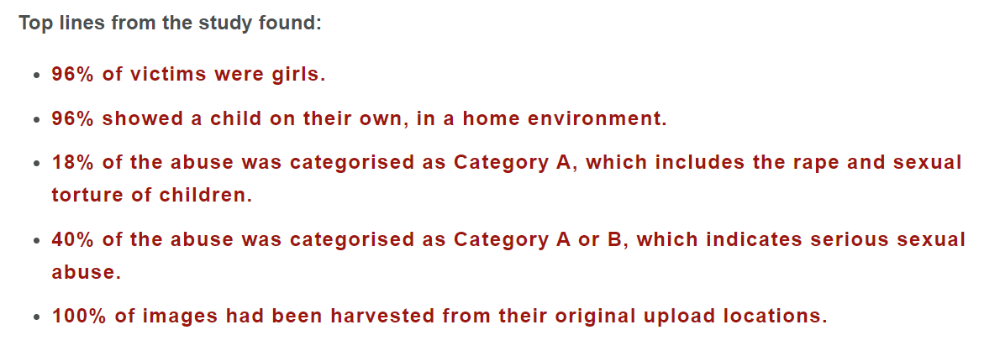 Top lines from the study found:
96% of victims were girls.
96% showed a child on their own, in a home environment.
18% of the abuse was categorised as Category A, which includes the rape and sexual
torture of children.
40% of the abuse was categorised as Category A or B, which indicates serious sexual
abuse.
100% of images had been harvested from their original upload locations.